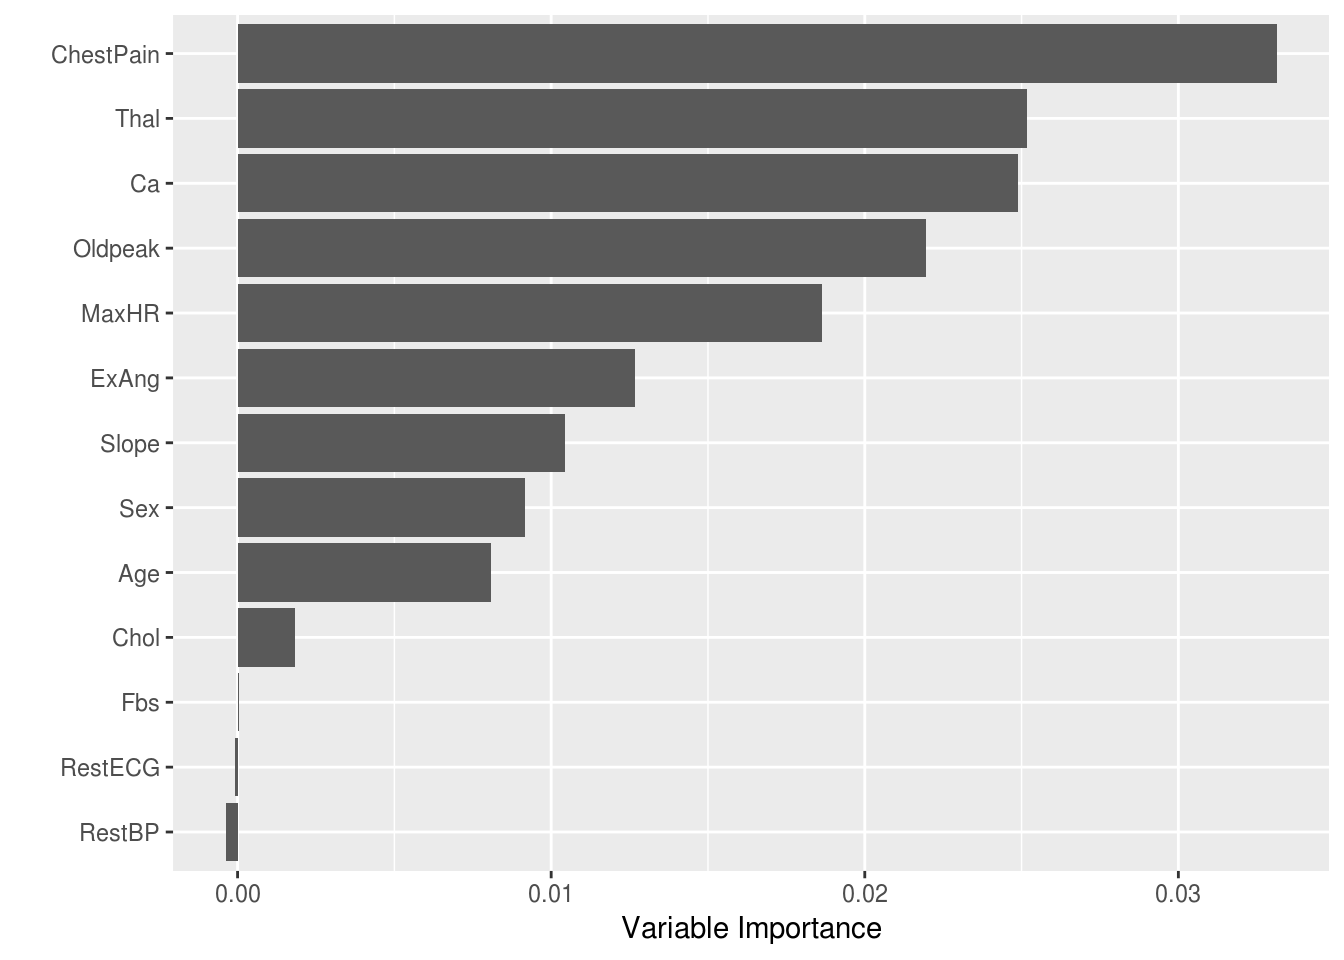 ChestPain
Thal
Ca
Oldpeak
MaxHR
ExAng
Slope
Sex
Age
Chol
Fbs
RestECG
RestBP
0.00 0.01 0.02 0.03
Variable Importance